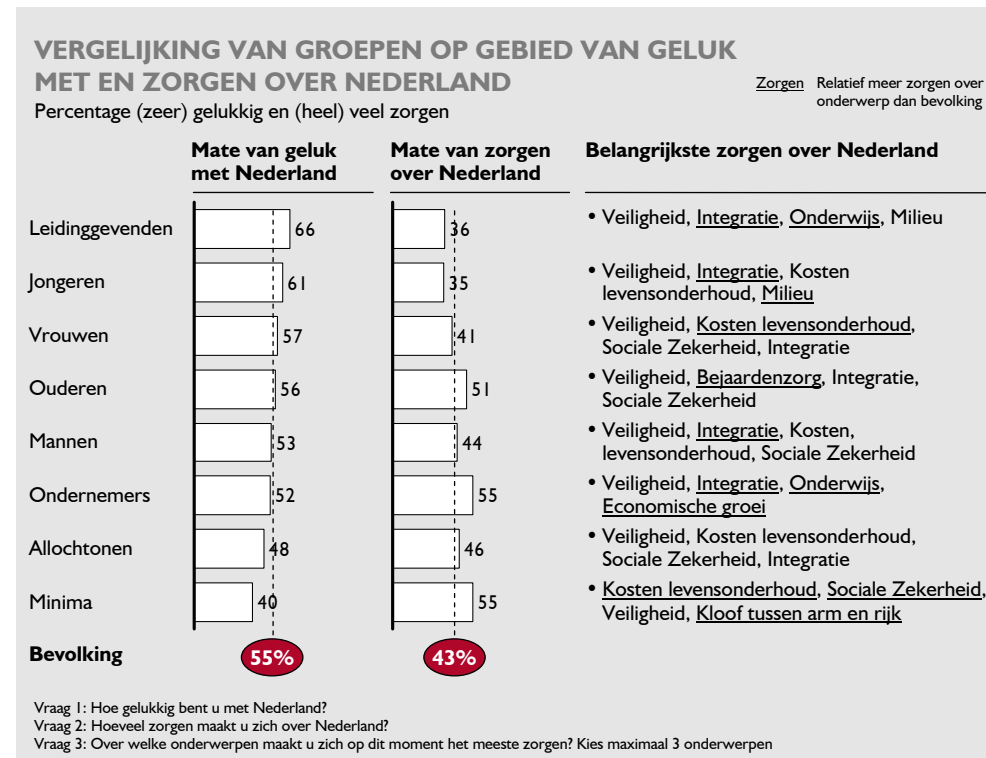 VERGELIJKING VAN GROEPEN OP GEBIED VAN GELUK
MET EN ZORGEN OVER NEDERLAND
Percentage (zeer) gelukkig en (heel) veel zorgen
Zorgen Relatief meer zorgen over
onderwerp dan bevolking
Mate van geluk
met Nederland
Mate van zorgen
over Nederland
Belangrijkste zorgen over Nederland
Leidinggevenden 66 36 • Veiligheid, Integratie, Onderwijs, Milieu
Jongeren 61 35 • Veiligheid, Integratie, Kosten
levensonderhoud, Milieu
Vrouwen 57 41 • Veiligheid, Kosten levensonderhoud,
Sociale Zekerheid, Integratie
Ouderen 56 51 • Veiligheid, Bejaardenzorg, Integratie,
Sociale Zekerheid
Mannen 53 44 • Veiligheid, Integratie, Kosten,
levensonderhoud, Sociale Zekerheid
Ondernemers 52 55 • Veiligheid, Integratie, Onderwijs,
Economische groei
Allochtonen 48 46 • Veiligheid, Kosten levensonderhoud,
Sociale Zekerheid, Integratie
Minima 40 55 • Kosten levensonderhoud, Sociale Zekerheid,
Veiligheid, Kloof tussen arm en rijk
Bevolking 55% 43%
Vraag 1: Hoe gelukkig bent u met Nederland?
Vraag 2: Hoeveel zorgen maakt u zich over Nederland?
Vraag 3: Over welke onderwerpen maakt u zich op dit moment het meeste zorgen? Kies maximaal 3 onderwerpen